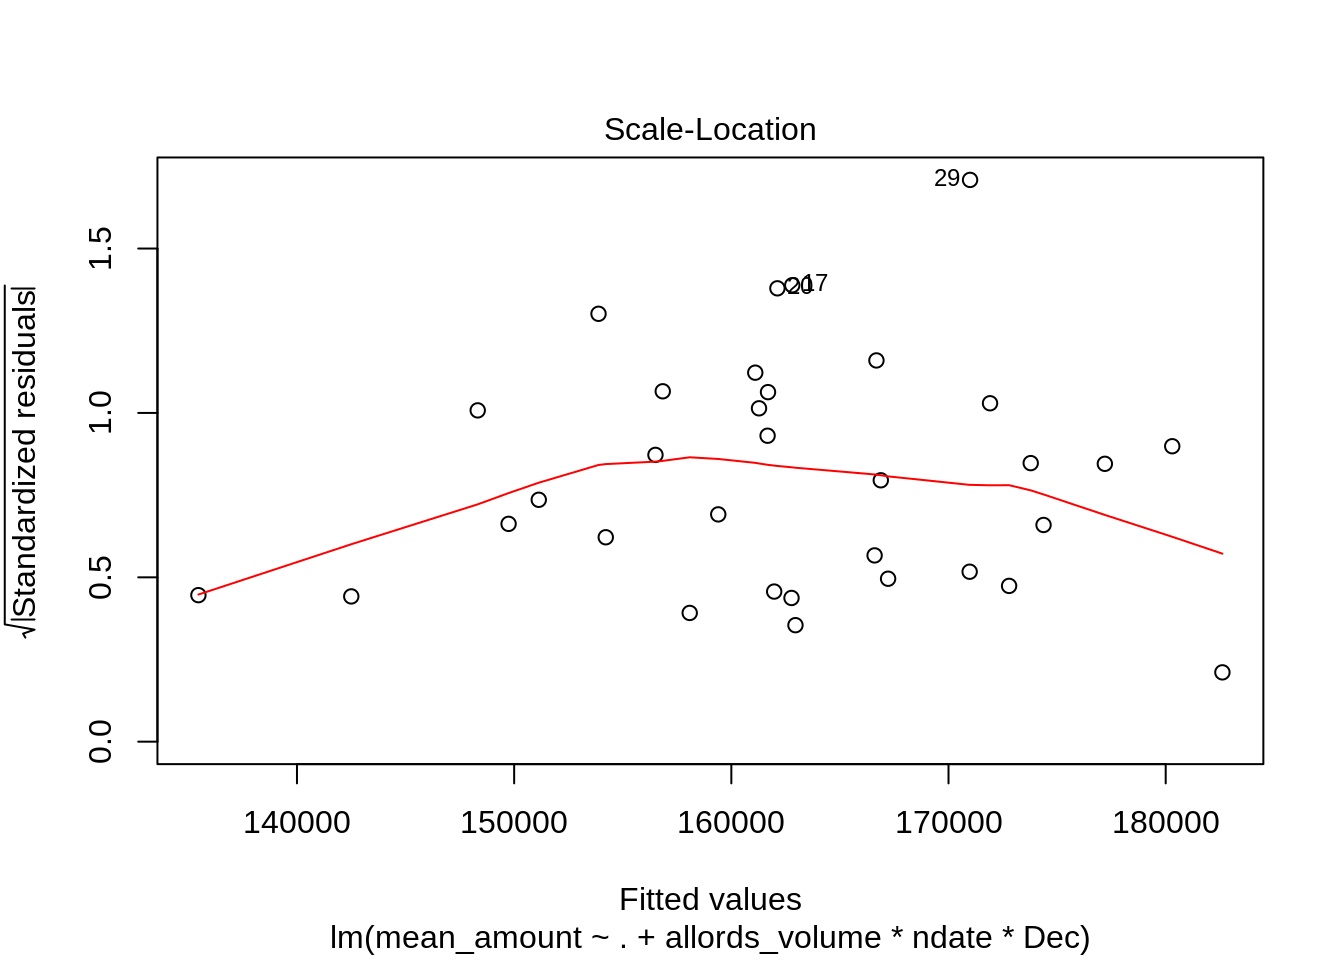 Scale-Location
29
20
17
1.5
1.0
0.5
0.0
√|Standardized residuals|
140000 150000 160000 170000 180000
Fitted values
lm(mean_amount ~ . + allords_volume * ndate * Dec)